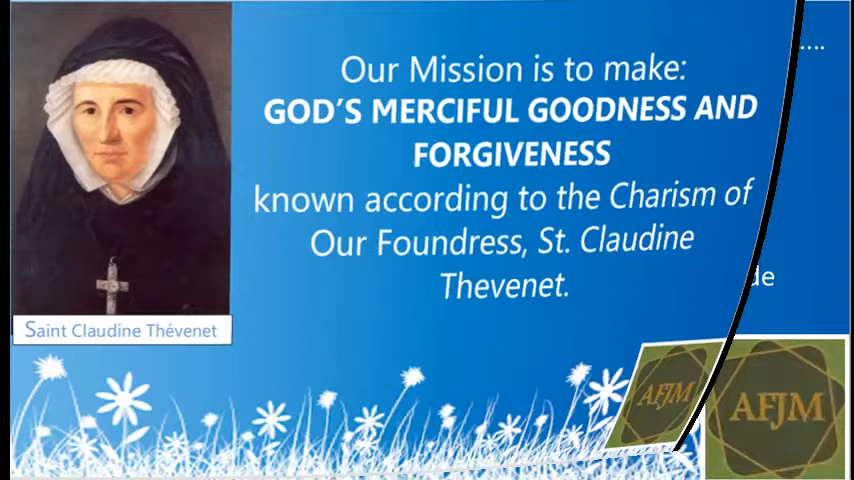 Our Mission is to make:
GOD'S MERCIFUL GOODNESS AND
FORGIVENESS
known according to the Charism of
Our Foundress, St. Claudine
Thevenet.
Saint Claudine Thévenet
....
de
AFJM
AFJM